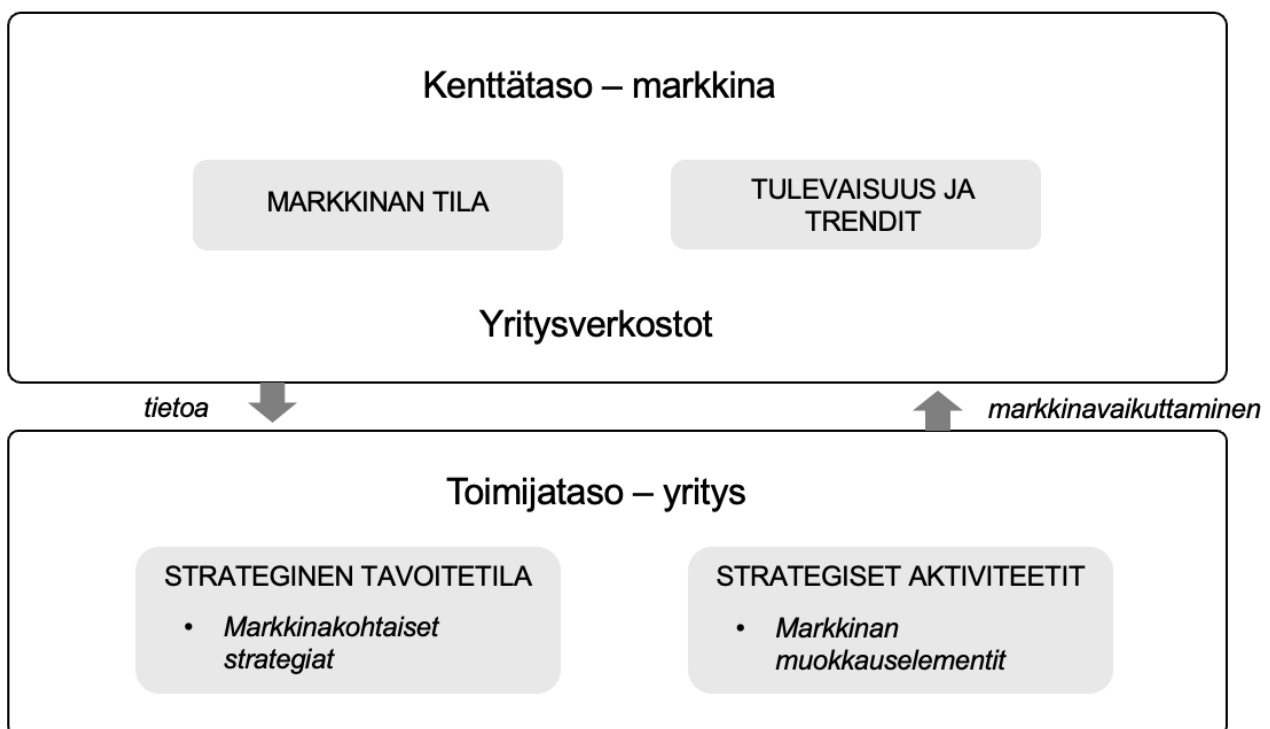 Kenttätaso – markkina
MARKKINAN TILA
TULEVAISUUS JA
TRENDIT
Yritysverkostot
tietoa
markkinavaikuttaminen
Toimijataso – yritys
STRATEGINEN TAVOITETILA
• Markkinakohtaiset
strategiat
STRATEGISET AKTIVITEETIT
• Markkinan
muokkauselementit